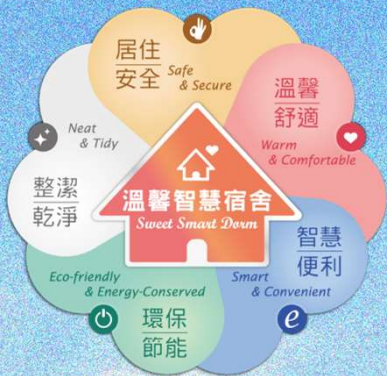 居住
安全
Safe
& Secure
溫馨
舒適
Warm
& Comfortable
智慧
便利
Smart
& Convenient
e
環保
節能
Eco-friendly
& Energy-Conserved
整潔
乾淨
Neat
& Tidy
溫馨智慧宿舍
Sweet Smart Dorm